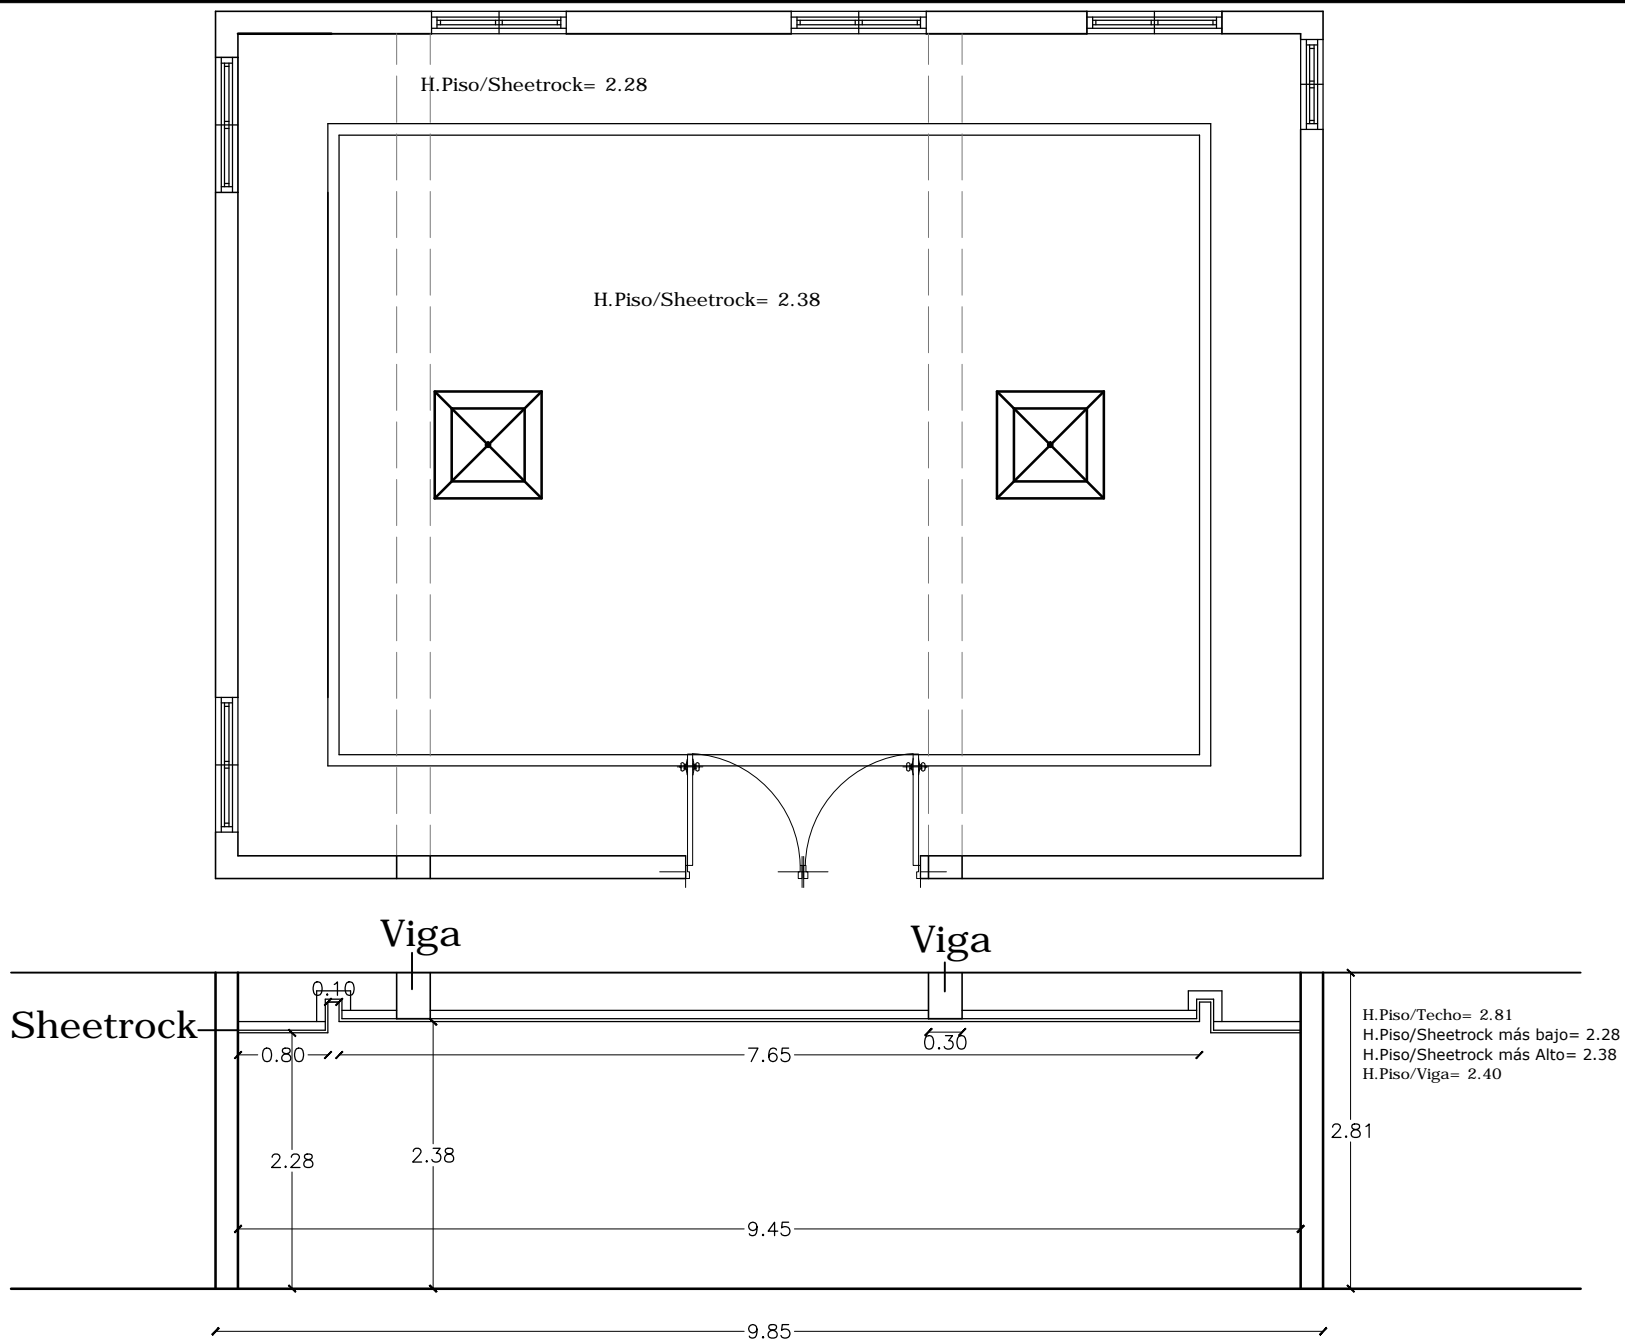 H.Piso/Sheetrock= 2.28
H.Piso/Sheetrock= 2.38
Viga
Viga
0.10
Sheetrock
H.Piso/Techo= 2.81
H.Piso/Sheetrock más bajo= 2.28
H.Piso/Sheetrock más Alto= 2.38
H.Piso/Viga= 2.40
0.30
0.80
7.65
2.81
2.28
2.38
9.45
9.85